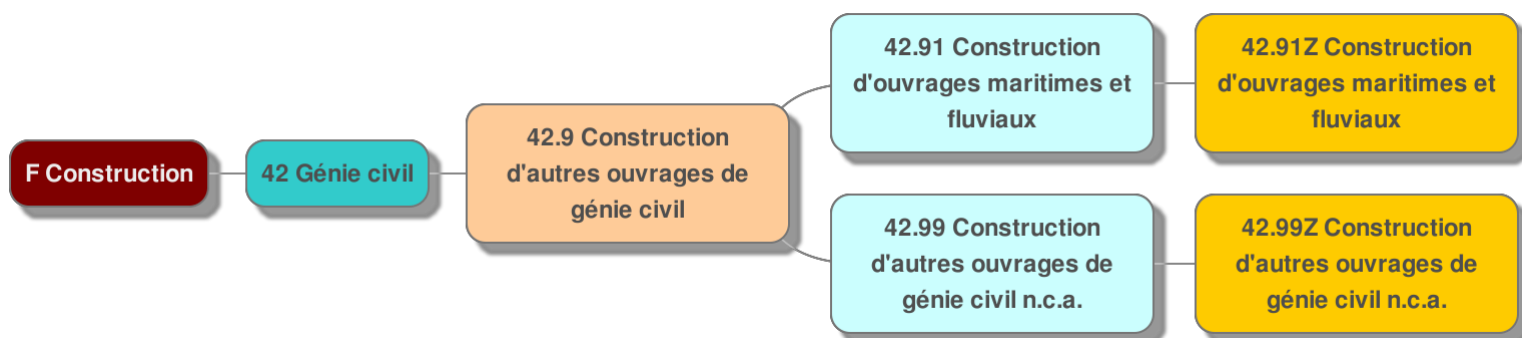 F Construction
42 Génie civil
42.9 Construction
d'autres ouvrages de
génie civil
42.91 Construction
d'ouvrages maritimes et
fluviaux
42.91Z Construction
d'ouvrages maritimes et
fluviaux
42.99 Construction
d'autres ouvrages de
génie civil n.c.a.
42.99Z Construction
d'autres ouvrages de
génie civil n.c.a.